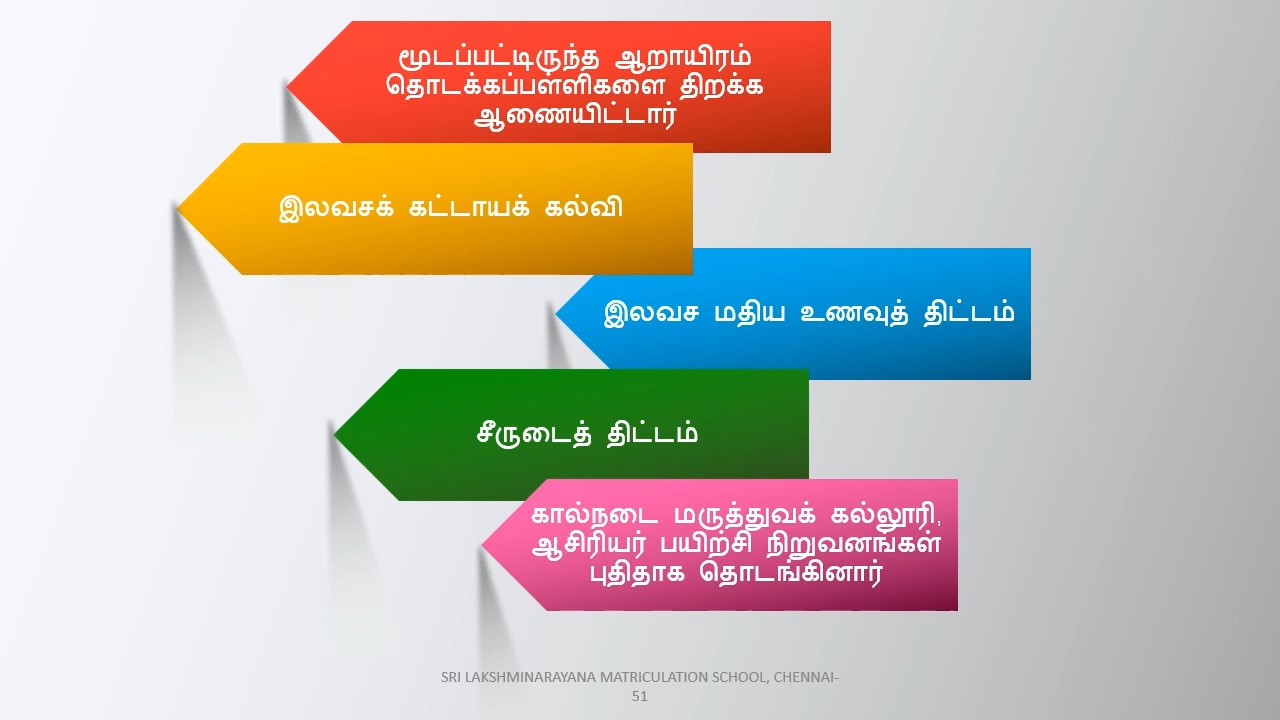 மூடப்பட்டிருந்த ஆறாயிரம்
தொடக்கப்பள்ளிகளை திறக்க
ஆணையிட்டார்
இலவசக் கட்டாயக் கல்வி
இலவச மதிய உணவுத் திட்டம்
சீருடைத் திட்டம்
கால்நடை மருத்துவக் கல்லூரி,
ஆசிரியர் பயிற்சி நிறுவனங்கள்
புதிதாக தொடங்கினார்
SRI LAKSHMINARAYANA MATRICULATION SCHOOL, CHENNAI-
51